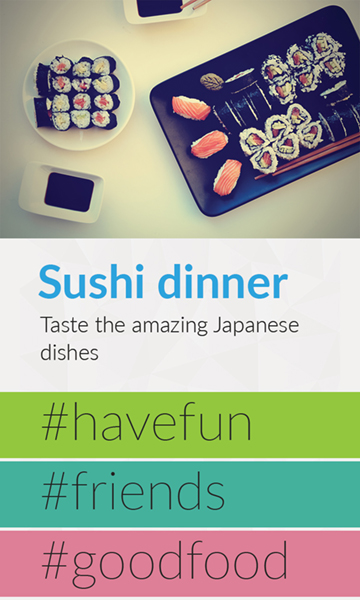 Sushi dinner
Taste the amazing Japanese
dishes
#havefun
#friends
#goodfood